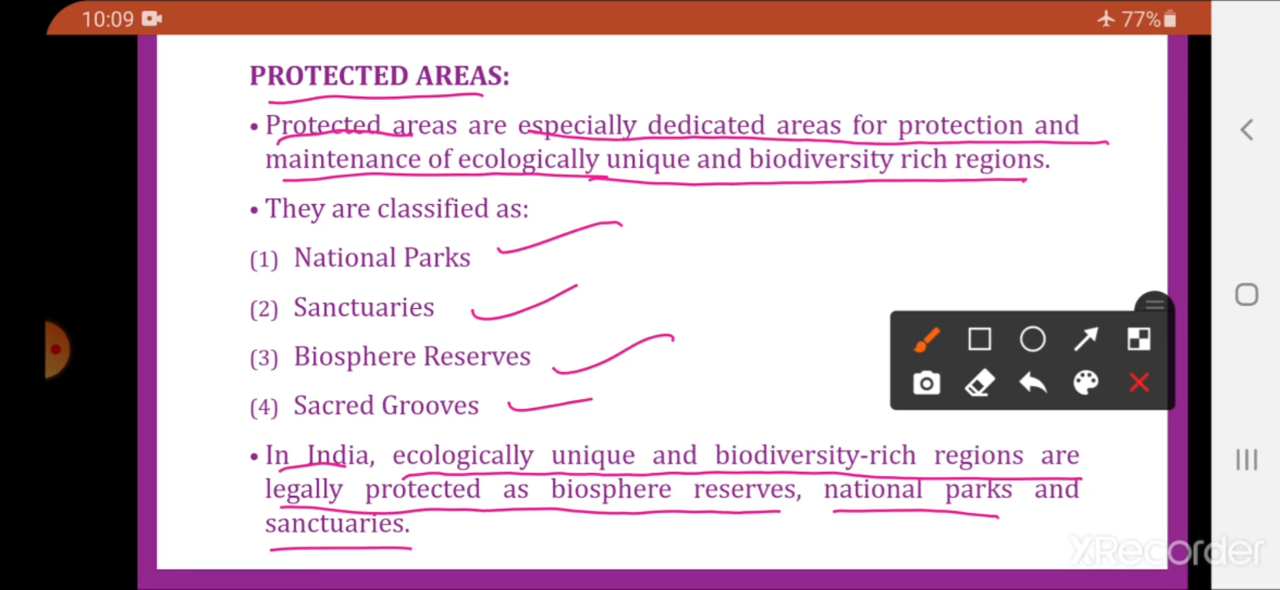 10:09 77%
PROTECTED AREAS:
• Protected areas are especially dedicated areas for protection and
maintenance of ecologically unique and biodiversity rich regions.
• They are classified as:
(1) National Parks
(2) Sanctuaries
(3) Biosphere Reserves
(4) Sacred Grooves
• In India, ecologically unique and biodiversity-rich regions are
legally protected as biosphere reserves, national parks and
sanctuaries.
XRecorder